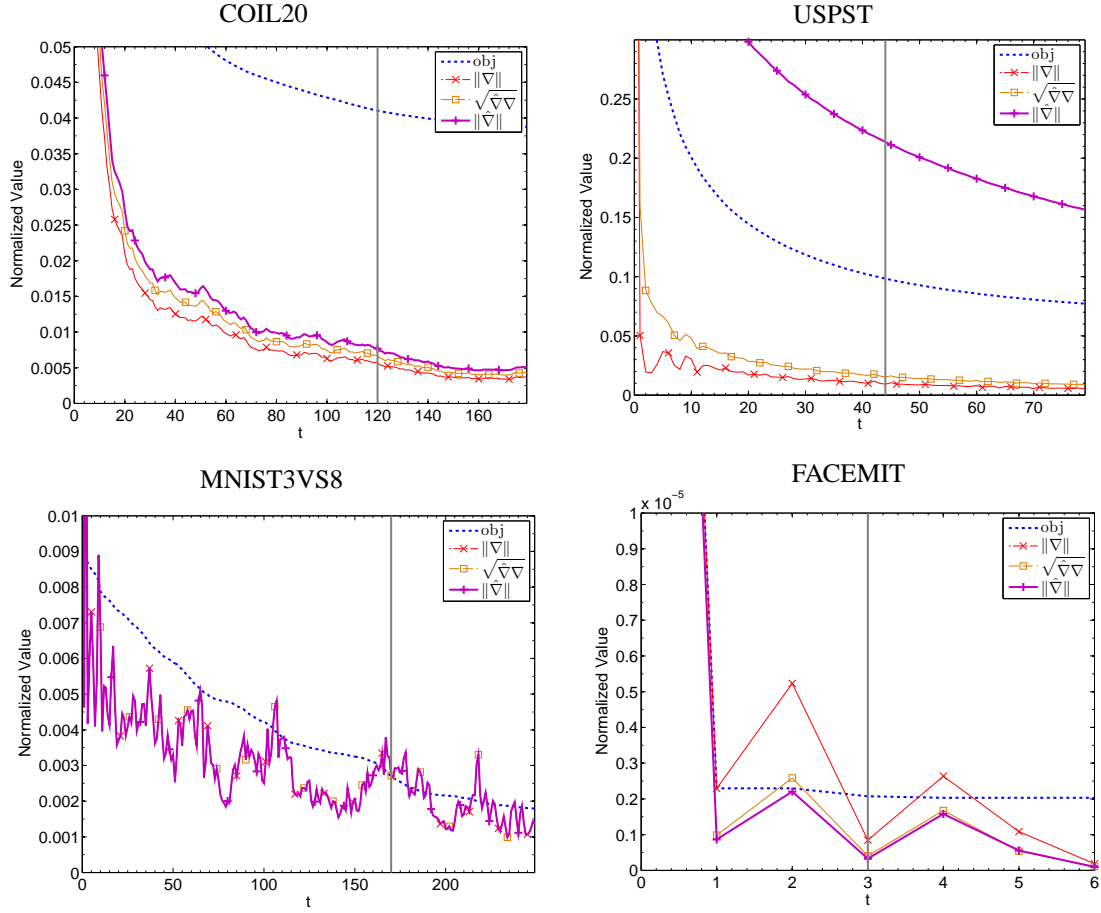 COIL20
0.05
0.045
0.04
0.035
0.03
0.025
0.02
0.015
0.01
0.005
0
Normalized Value
0 20 40 60 80 100 120 140 160
t
obj
‖∇‖
√∇̂∇
‖∇̂‖
USPST
0.25
0.2
0.15
0.1
0.05
0
Normalized Value
0 10 20 30 40 50 60 70
t
obj
‖∇‖
√∇̂∇
‖∇̂‖
MNIST3VS8
0.01
0.009
0.008
0.007
0.006
0.005
0.004
0.003
0.002
0.001
0
Normalized Value
0 50 100 150 200
t
obj
‖∇‖
√∇̂∇
‖∇̂‖
FACEMIT
x 10⁻⁵
1
0.9
0.8
0.7
0.6
0.5
0.4
0.3
0.2
0.1
0
Normalized Value
0 1 2 3 4 5 6
t
obj
‖∇‖
√∇̂∇
‖∇̂‖